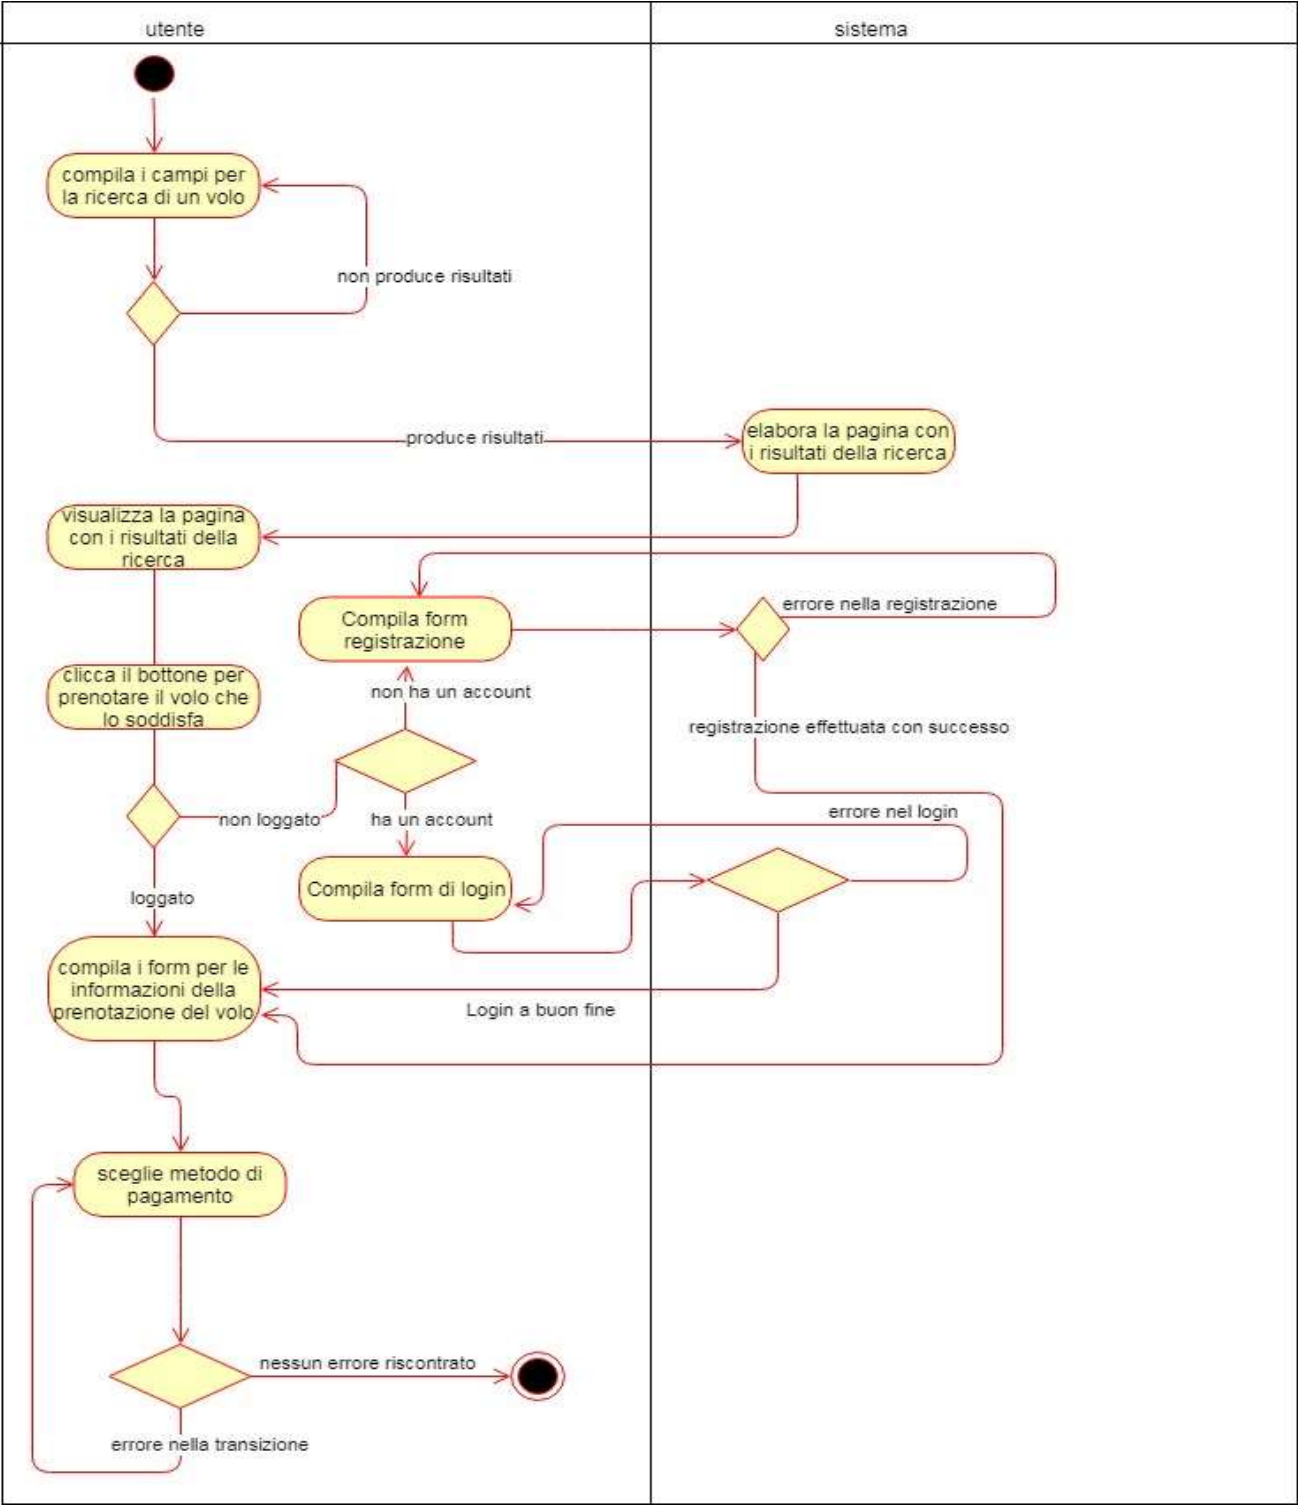 utente
sistema
compila i campi per
la ricerca di un volo
non produce risultati
produce risultati
elabora la pagina con
i risultati della ricerca
visualizza la pagina
con i risultati della
ricerca
Compila form
registrazione
errore nella registrazione
clicca il bottone per
prenotare il volo che
lo soddisfa
non ha un account
registrazione effettuata con successo
non loggato
ha un account
errore nel login
Compila form di login
loggato
compila i form per le
informazioni della
prenotazione del volo
Login a buon fine
sceglie metodo di
pagamento
nessun errore riscontrato
errore nella transizione